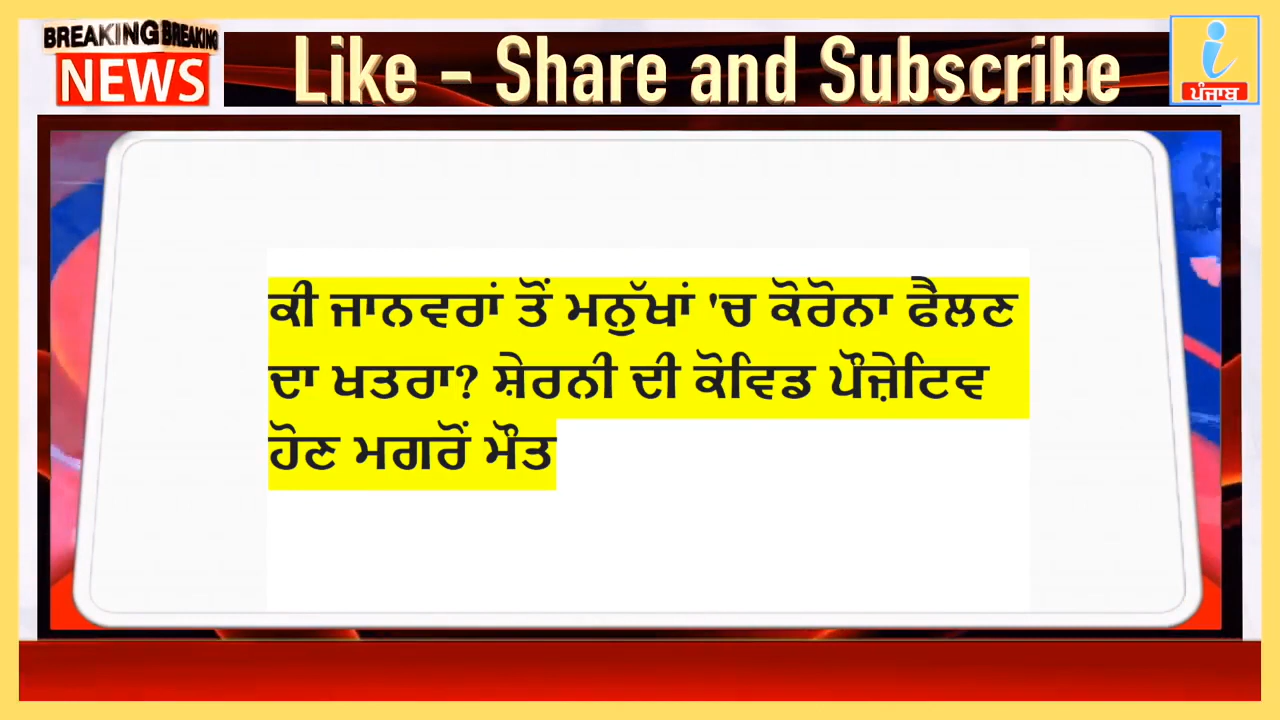 BREAKING BREAKING
NEWS
Like – Share and Subscribe
i
ਪੰਜਾਬ
ਕੀ ਜਾਨਵਰਾਂ ਤੋਂ ਮਨੁੱਖਾਂ 'ਚ ਕੋਰੋਨਾ ਫੈਲਣ
ਦਾ ਖਤਰਾ? ਸ਼ੇਰਨੀ ਦੀ ਕੋਵਿਡ ਪੌਜ਼ੇਟਿਵ
ਹੋਣ ਮਗਰੋਂ ਮੌਤ